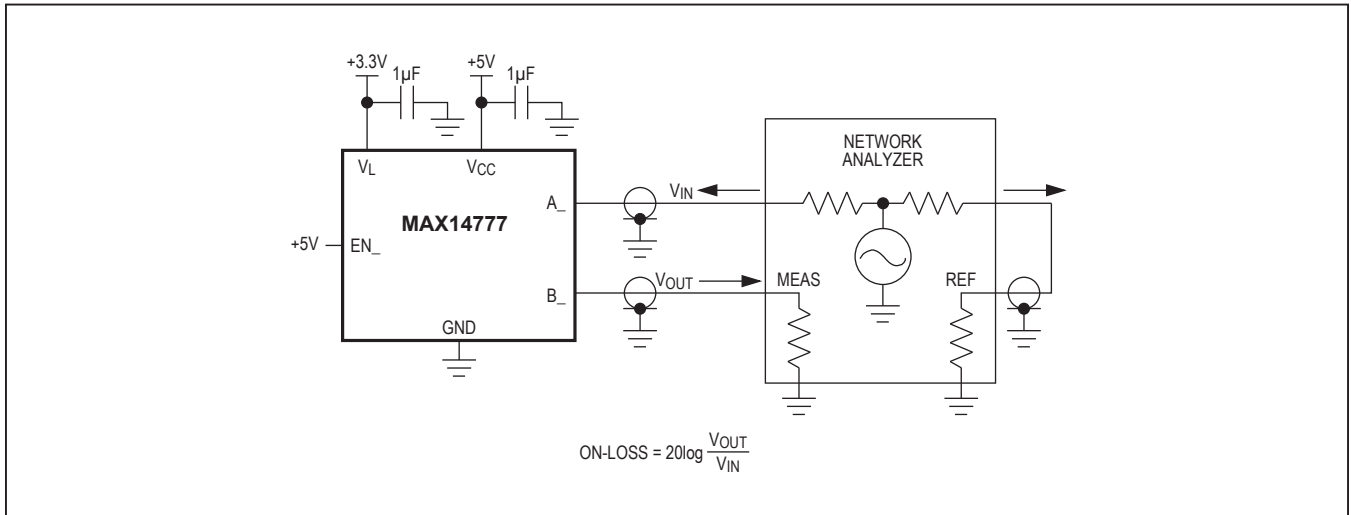 +3.3V
1µF
+5V
1µF
VL
VCC
MAX14777
A_
+5V
EN_
B_
GND
VIN
VOUT
NETWORK
ANALYZER
MEAS
REF
ON-LOSS = 20log VOUT
VIN